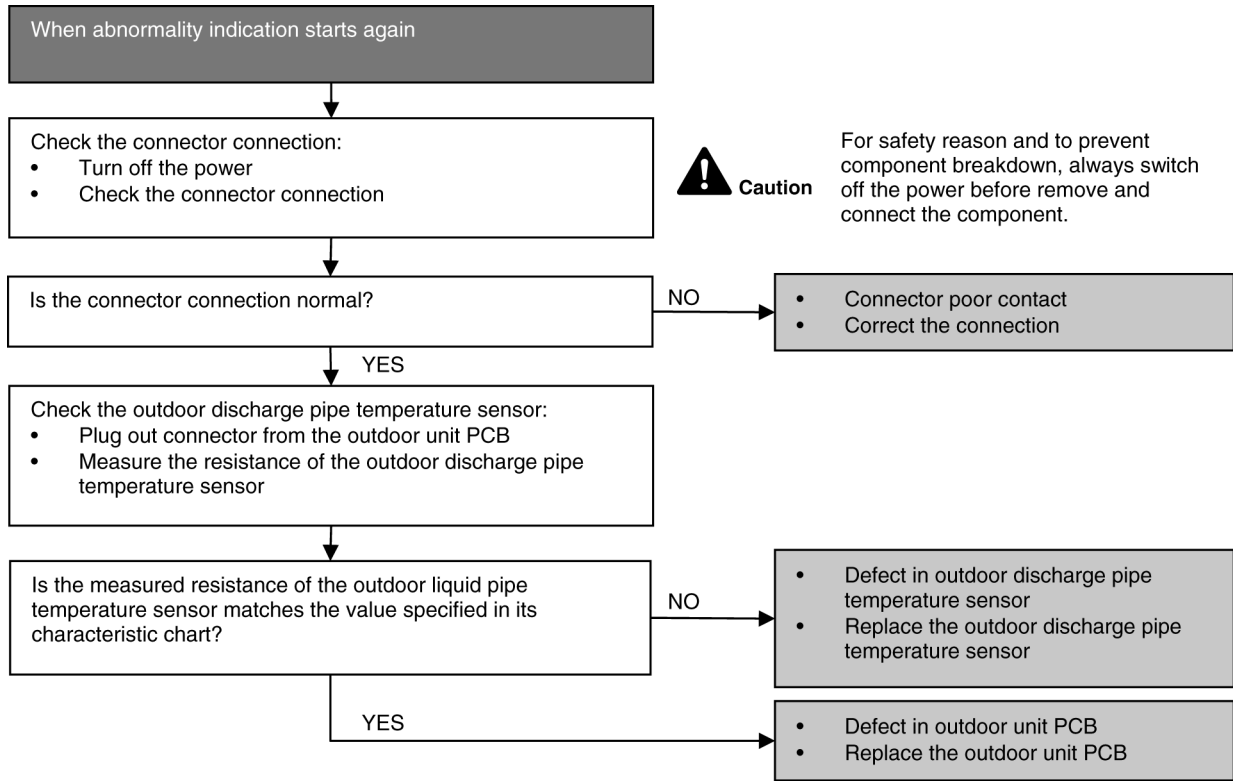 When abnormality indication starts again
Check the connector connection:
• Turn off the power
• Check the connector connection
Caution
For safety reason and to prevent
component breakdown, always switch
off the power before remove and
connect the component.
Is the connector connection normal?
NO
• Connector poor contact
• Correct the connection
YES
Check the outdoor discharge pipe temperature sensor:
• Plug out connector from the outdoor unit PCB
• Measure the resistance of the outdoor discharge pipe
temperature sensor
Is the measured resistance of the outdoor liquid pipe
temperature sensor matches the value specified in its
characteristic chart?
NO
• Defect in outdoor discharge pipe
temperature sensor
• Replace the outdoor discharge pipe
temperature sensor
YES
• Defect in outdoor unit PCB
• Replace the outdoor unit PCB